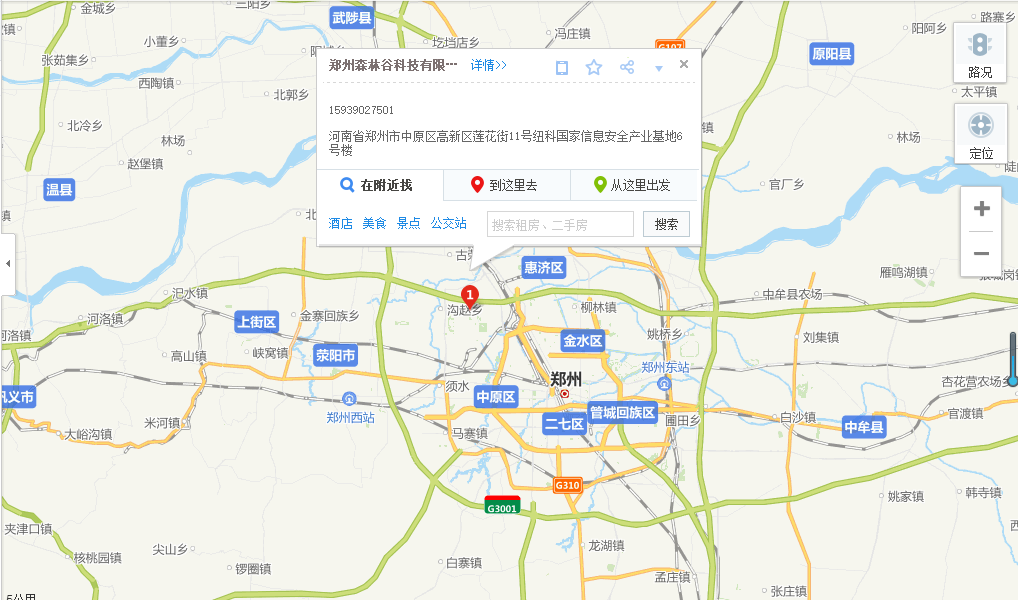 金城乡
三阳乡
武陟县
路寨乡
阳阿乡
冯庄镇
小董乡
圪垱店乡
G107
原阳县
张茹集乡
西陶镇
郑州森林谷科技有限···
详情>>
路况
太平镇
北郭乡
15939027501
北冷乡
林场
河南省郑州市中原区高新区莲花街11号纽科国家信息安全产业基地6
号楼
林场
定位
赵堡镇
温县
在附近找
到这里去
从这里出发
官厂乡
酒店
美食
景点
公交站
搜索租房、二手房
搜索
惠济区
雁鸣湖镇
汜水镇
1
中牟县农场
河洛镇
上街区
金寨回族乡
沟赵乡
柳林镇
姚桥乡
刘集镇
河洛镇
高山镇
峡窝镇
荥阳市
金水区
郑州东站
郑州
杏花营农场乡
巩义市
须水
中原区
郑州西站
管城回族区
二七区
圃田乡
白沙镇
中牟县
官渡镇
米河镇
大峪沟镇
马寨镇
G310
G3001
姚家镇
韩寺镇
夹津口镇
核桃园镇
尖山乡
锣圈镇
白寨镇
龙湖镇
孟庄镇
张庄镇
5公里